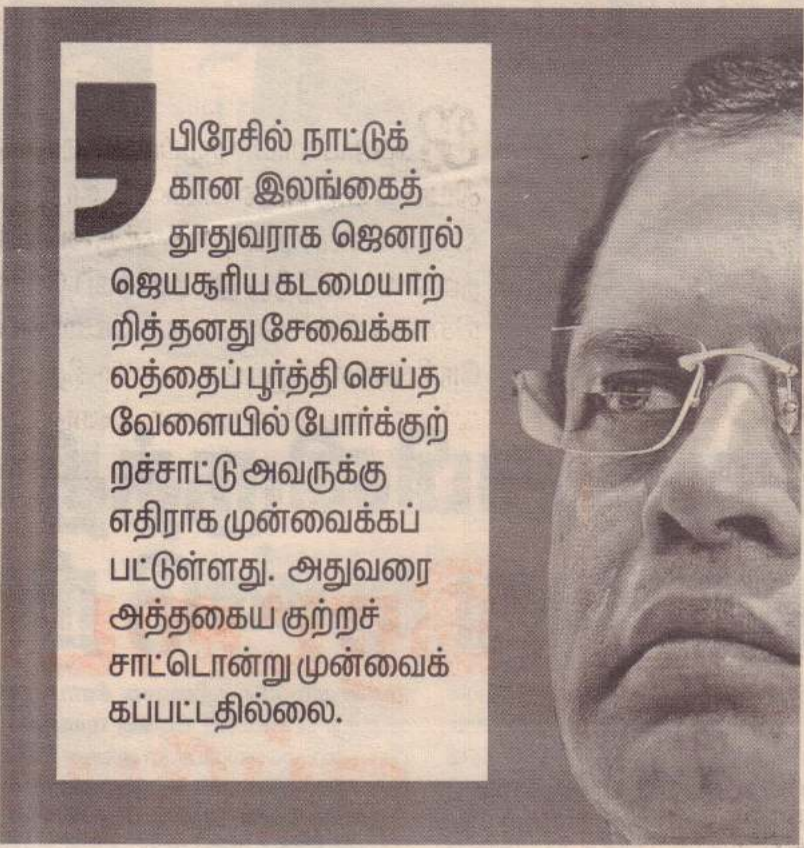 பிரேசில் நாட்டுக்
கான இலங்கைத்
தூதுவராக ஜெனரல்
ஜெயசூரிய கடமையாற்
றித் தனது சேவைக்கா
லத்தைப் பூர்த்தி செய்த
வேளையில் போர்க்குற்
றச்சாட்டு அவருக்கு
எதிராக முன்வைக்கப்
பட்டுள்ளது. அதுவரை
அத்தகைய குற்றச்
சாட்டொன்று முன்வைக்
கப்பட்டதில்லை.